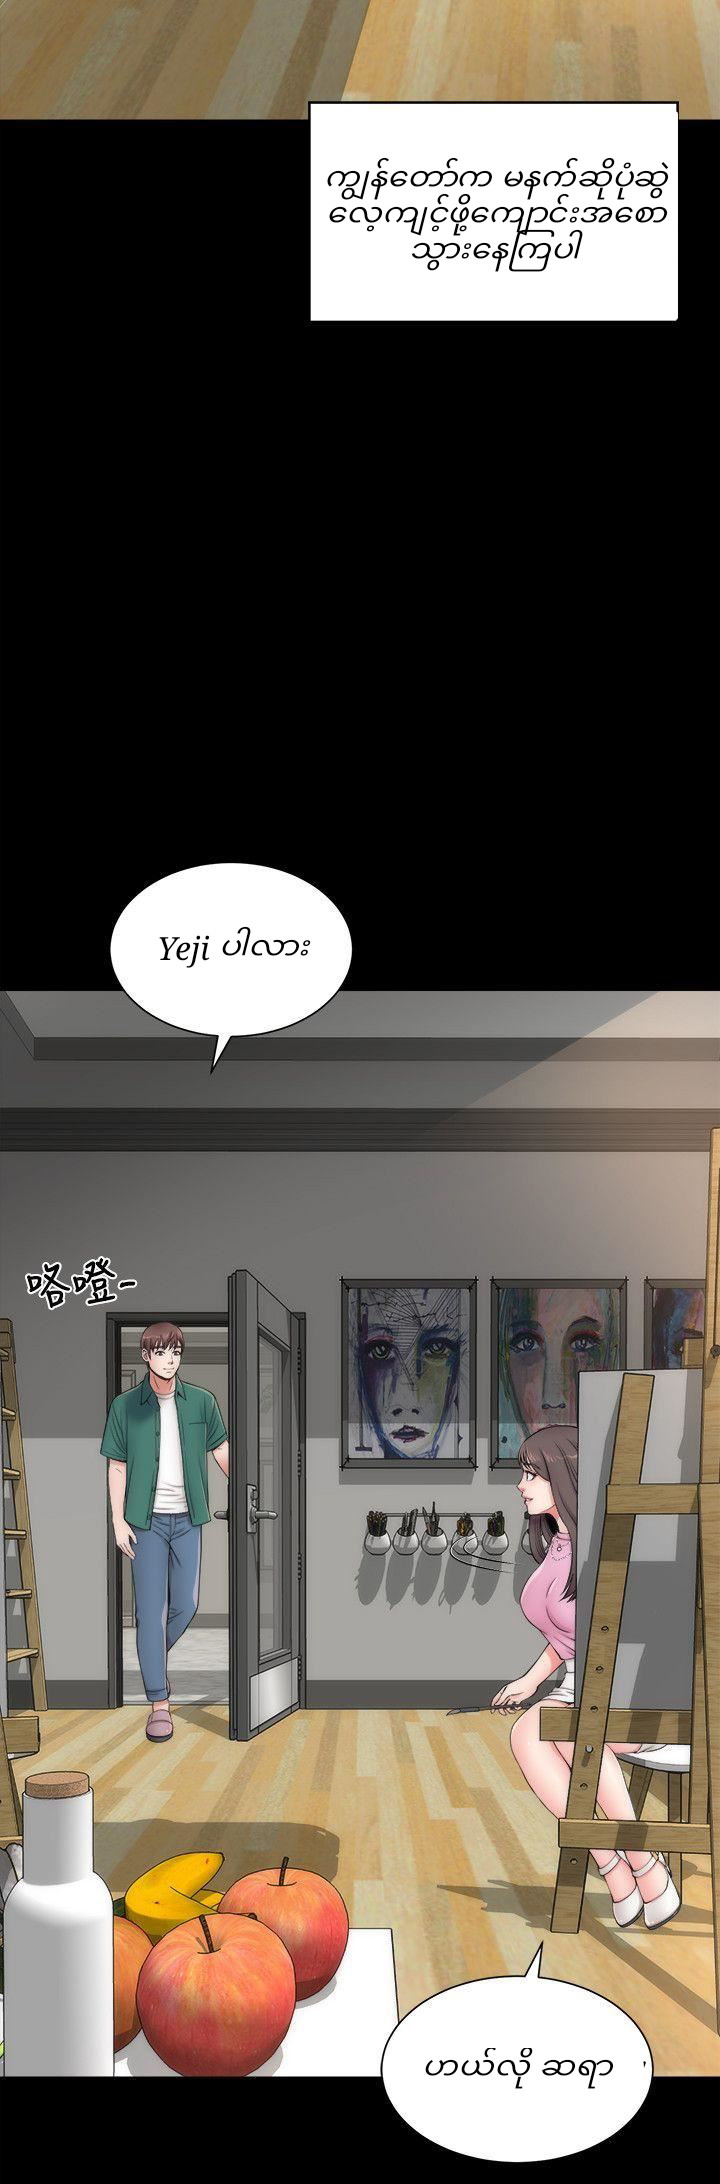 ကျွန်တော်က မနက်ဆိုပုံဆွဲ
လေ့ကျင့်ဖို့ကျောင်းအစော
သွားနေကြပါ
Yeji ပါလား
咯噔-
ဟယ်လို ဆရာ